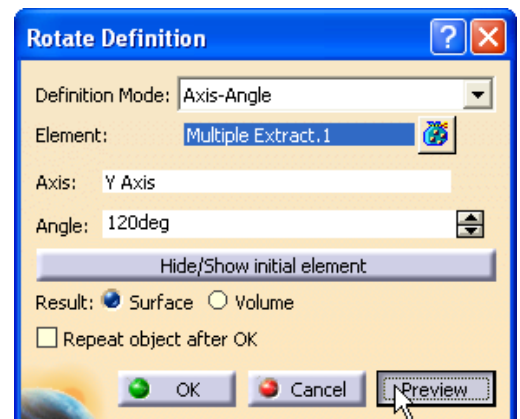 Rotate Definition
Definition Mode: Axis-Angle
Element: Multiple Extract.1
Axis: Y Axis
Angle: 120deg
Hide/Show initial element
Result: Surface Volume
Repeat object after OK
OK Cancel Preview